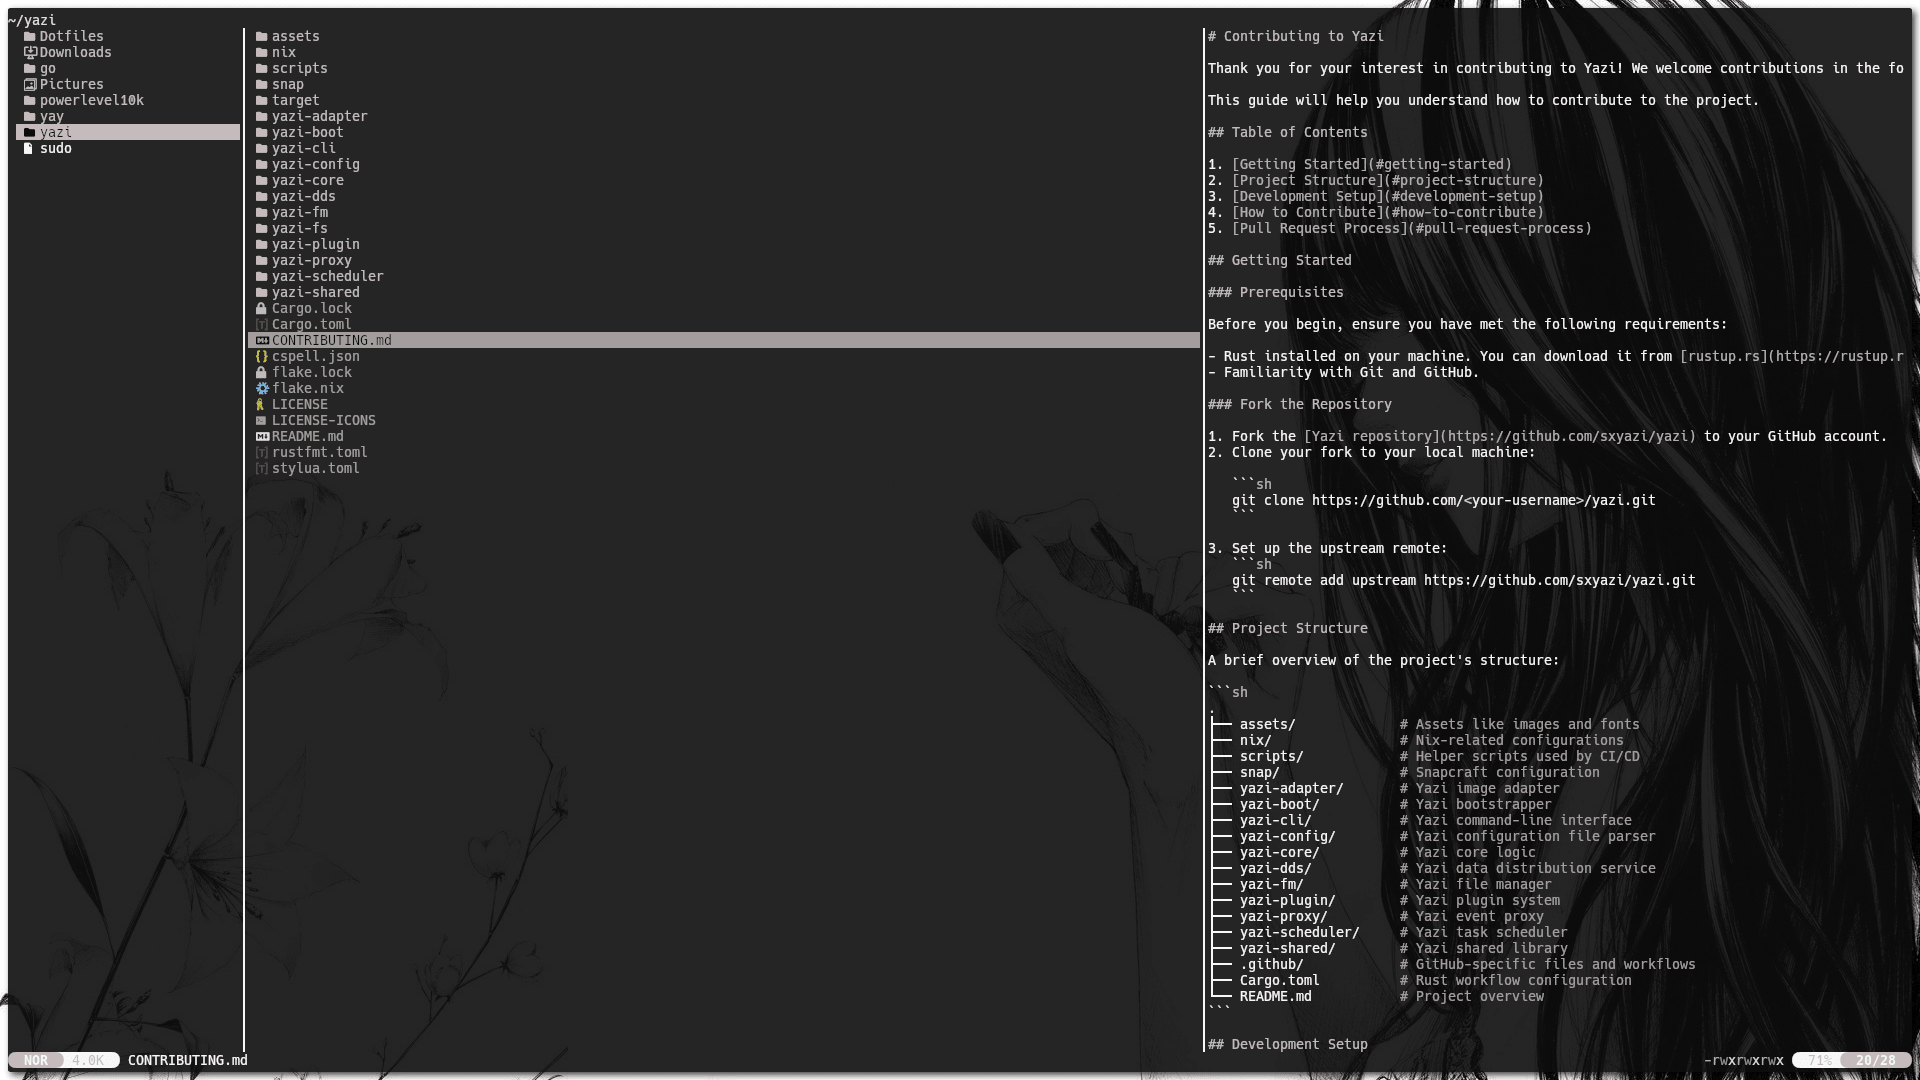 ~/yazi
Dotfiles
Downloads
go
Pictures
powerlevel10k
yay
yazi
sudo
assets
nix
scripts
snap
target
yazi-adapter
yazi-boot
yazi-cli
yazi-config
yazi-core
yazi-dds
yazi-fm
yazi-fs
yazi-plugin
yazi-proxy
yazi-scheduler
yazi-shared
Cargo.lock
Cargo.toml
CONTRIBUTING.md
cspell.json
flake.lock
flake.nix
LICENSE
LICENSE-ICONS
README.md
rustfmt.toml
stylua.toml
# Contributing to Yazi
Thank you for your interest in contributing to Yazi! We welcome contributions in the fo
This guide will help you understand how to contribute to the project.
## Table of Contents
1. [Getting Started](#getting-started)
2. [Project Structure](#project-structure)
3. [Development Setup](#development-setup)
4. [How to Contribute](#how-to-contribute)
5. [Pull Request Process](#pull-request-process)
## Getting Started
### Prerequisites
Before you begin, ensure you have met the following requirements:
- Rust installed on your machine. You can download it from [rustup.rs](https://rustup.r
- Familiarity with Git and GitHub.
### Fork the Repository
1. Fork the [Yazi repository](https://github.com/sxyazi/yazi) to your GitHub account.
2. Clone your fork to your local machine:
```sh
git clone https://github.com/<your-username>/yazi.git
```
3. Set up the upstream remote:
```sh
git remote add upstream https://github.com/sxyazi/yazi.git
```
## Project Structure
A brief overview of the project's structure:
```sh
.
├── assets/ # Assets like images and fonts
├── nix/ # Nix-related configurations
├── scripts/ # Helper scripts used by CI/CD
├── snap/ # Snapcraft configuration
├── yazi-adapter/ # Yazi image adapter
├── yazi-boot/ # Yazi bootstrapper
├── yazi-cli/ # Yazi command-line interface
├── yazi-config/ # Yazi configuration file parser
├── yazi-core/ # Yazi core logic
├── yazi-dds/ # Yazi data distribution service
├── yazi-fm/ # Yazi file manager
├── yazi-plugin/ # Yazi plugin system
├── yazi-proxy/ # Yazi event proxy
├── yazi-scheduler/ # Yazi task scheduler
├── yazi-shared/ # Yazi shared library
├── .github/ # GitHub-specific files and workflows
├── Cargo.toml # Rust workflow configuration
└── README.md # Project overview
```
## Development Setup
NOR 4.0K CONTRIBUTING.md
-rwxrwxrwx 71% 20/28